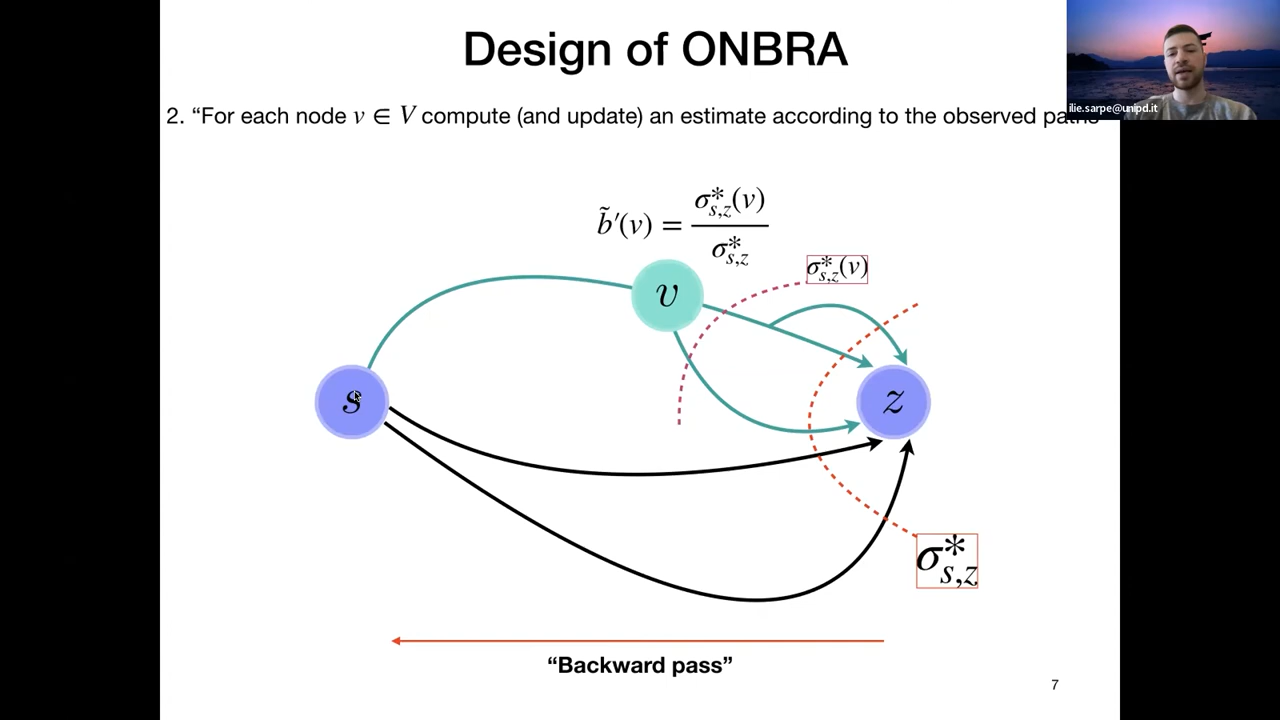 Design of ONBRA
ilie.sarpe@unipd.it
2. “For each node v ∈ V compute (and update) an estimate according to the observed paths”
b̃′(v) = σ*s,z(v) / σ*s,z
σ*s,z(v)
v
s
z
σ*s,z
“Backward pass”
7